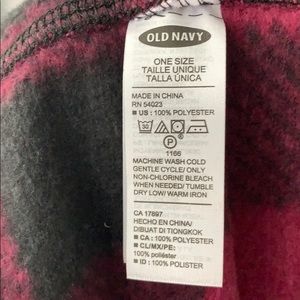 OLD NAVY
ONE SIZE
TAILLE UNIQUE
TALLA ÚNICA
MADE IN CHINA
RN 54023
■ US : 100% POLYESTER
30
P
1166
MACHINE WASH COLD
GENTLE CYCLE/ ONLY
NON-CHLORINE BLEACH
WHEN NEEDED/ TUMBLE
DRY LOW/ WARM IRON
CA 17897
HECHO EN CHINA/
DIBUAT DI TIONGKOK
■ CA : 100% POLYESTER
■ CL/MX/PE:
100% poliéster
■ ID : 100% POLISTER